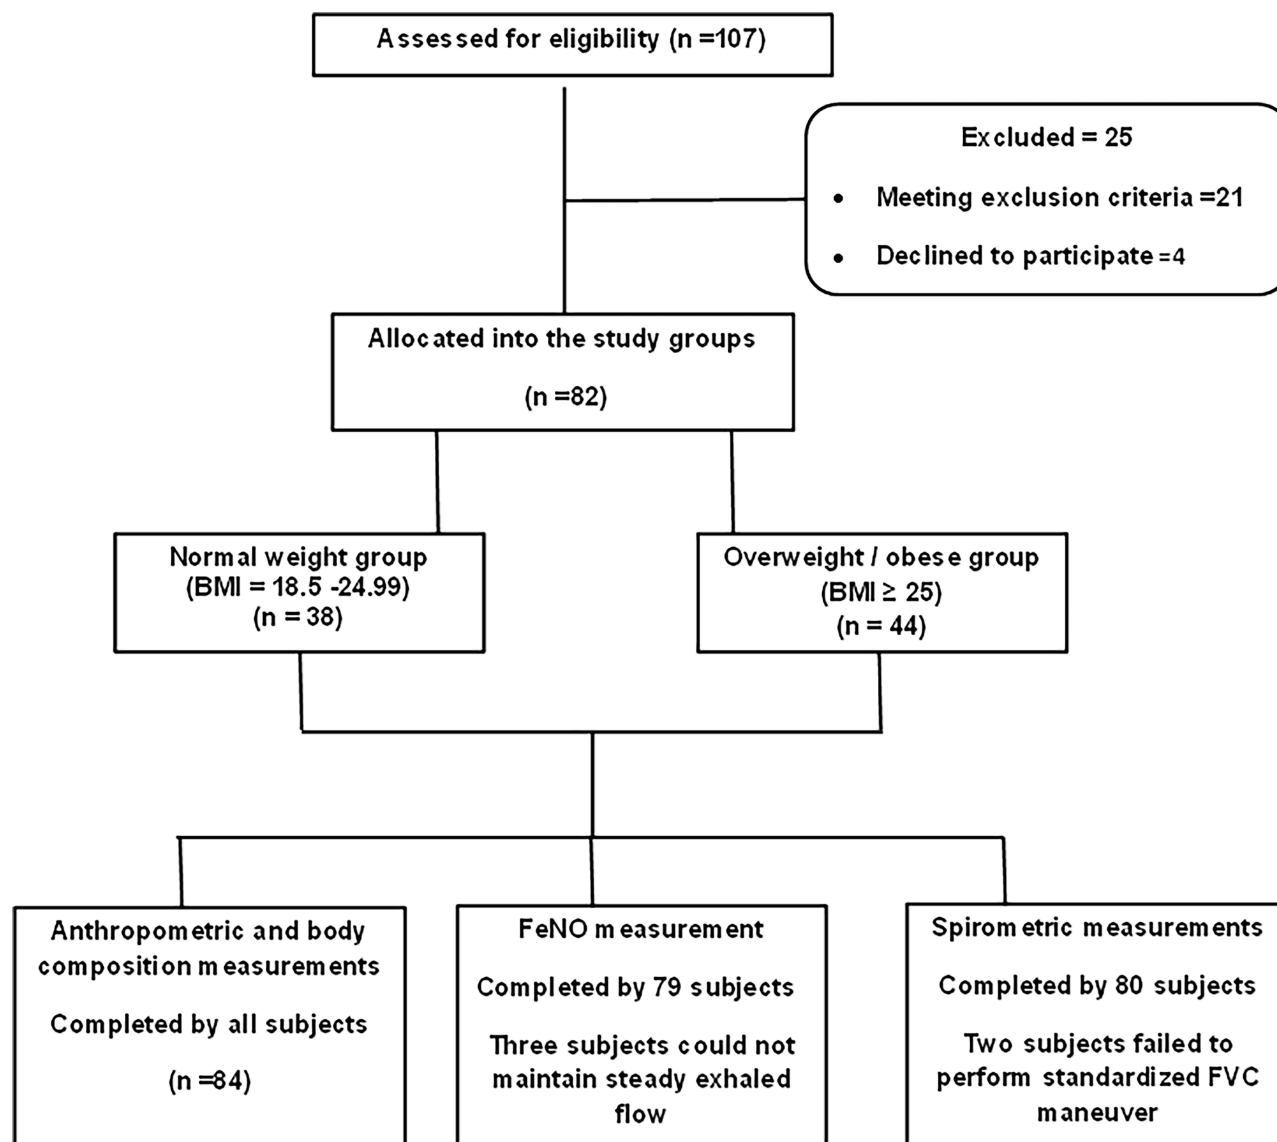 Assessed for eligibility (n =107)
Excluded = 25
• Meeting exclusion criteria =21
• Declined to participate =4
Allocated into the study groups
(n =82)
Normal weight group
(BMI = 18.5 -24.99)
(n = 38)
Overweight / obese group
(BMI ≥ 25)
(n = 44)
Anthropometric and body
composition measurements
Completed by all subjects
(n =84)
FeNO measurement
Completed by 79 subjects
Three subjects could not
maintain steady exhaled
flow
Spirometric measurements
Completed by 80 subjects
Two subjects failed to
perform standardized FVC
maneuver